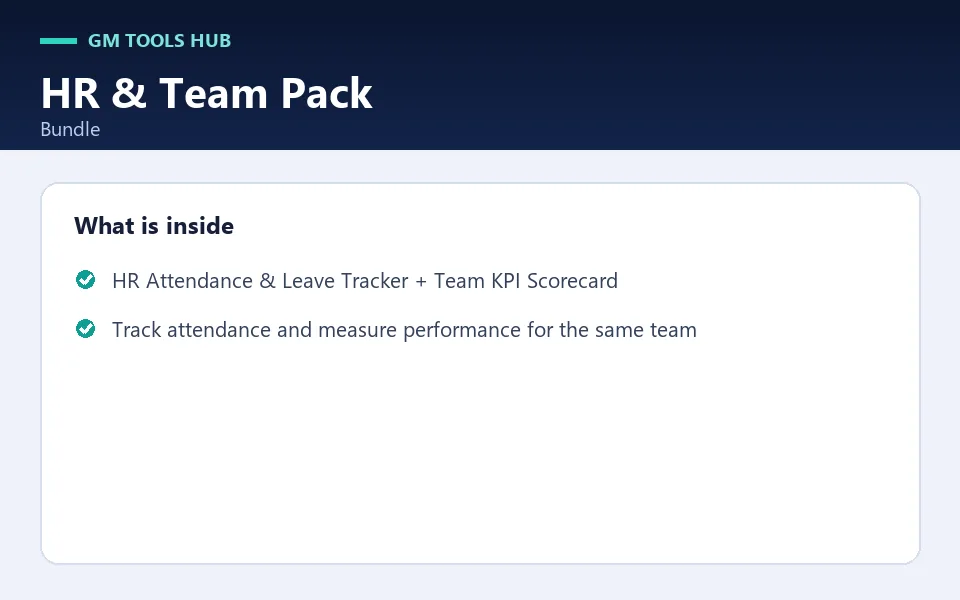 GM TOOLS HUB
HR & Team Pack
Bundle
What is inside
HR Attendance & Leave Tracker + Team KPI Scorecard
Track attendance and measure performance for the same team